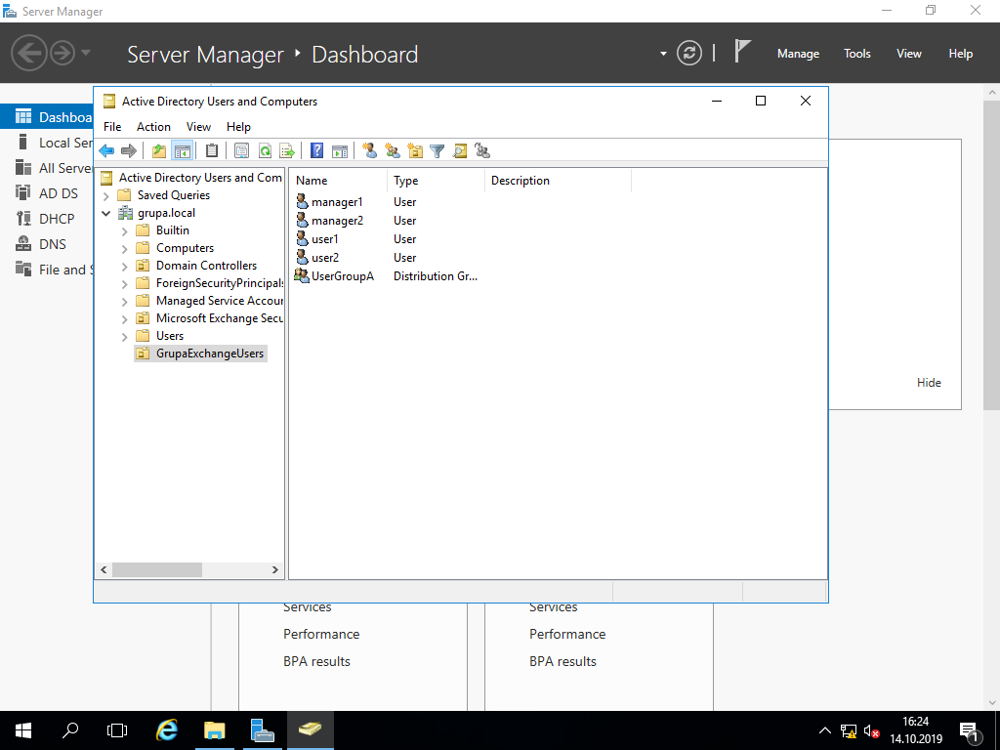 Server Manager
Server Manager
Dashboard
Manage
Tools
View
Help
Dashboa
Local Ser
All Server
AD DS
DHCP
DNS
File and S
Active Directory Users and Computers
File
Action
View
Help
Active Directory Users and Com
Saved Queries
grupa.local
Builtin
Computers
Domain Controllers
ForeignSecurityPrincipals
Managed Service Accour
Microsoft Exchange Secu
Users
GrupaExchangeUsers
Name
Type
Description
manager1
User
manager2
User
user1
User
user2
User
UserGroupA
Distribution Gr...
Hide
Services
Performance
BPA results
Services
Performance
BPA results
16:24
14.10.2019
1